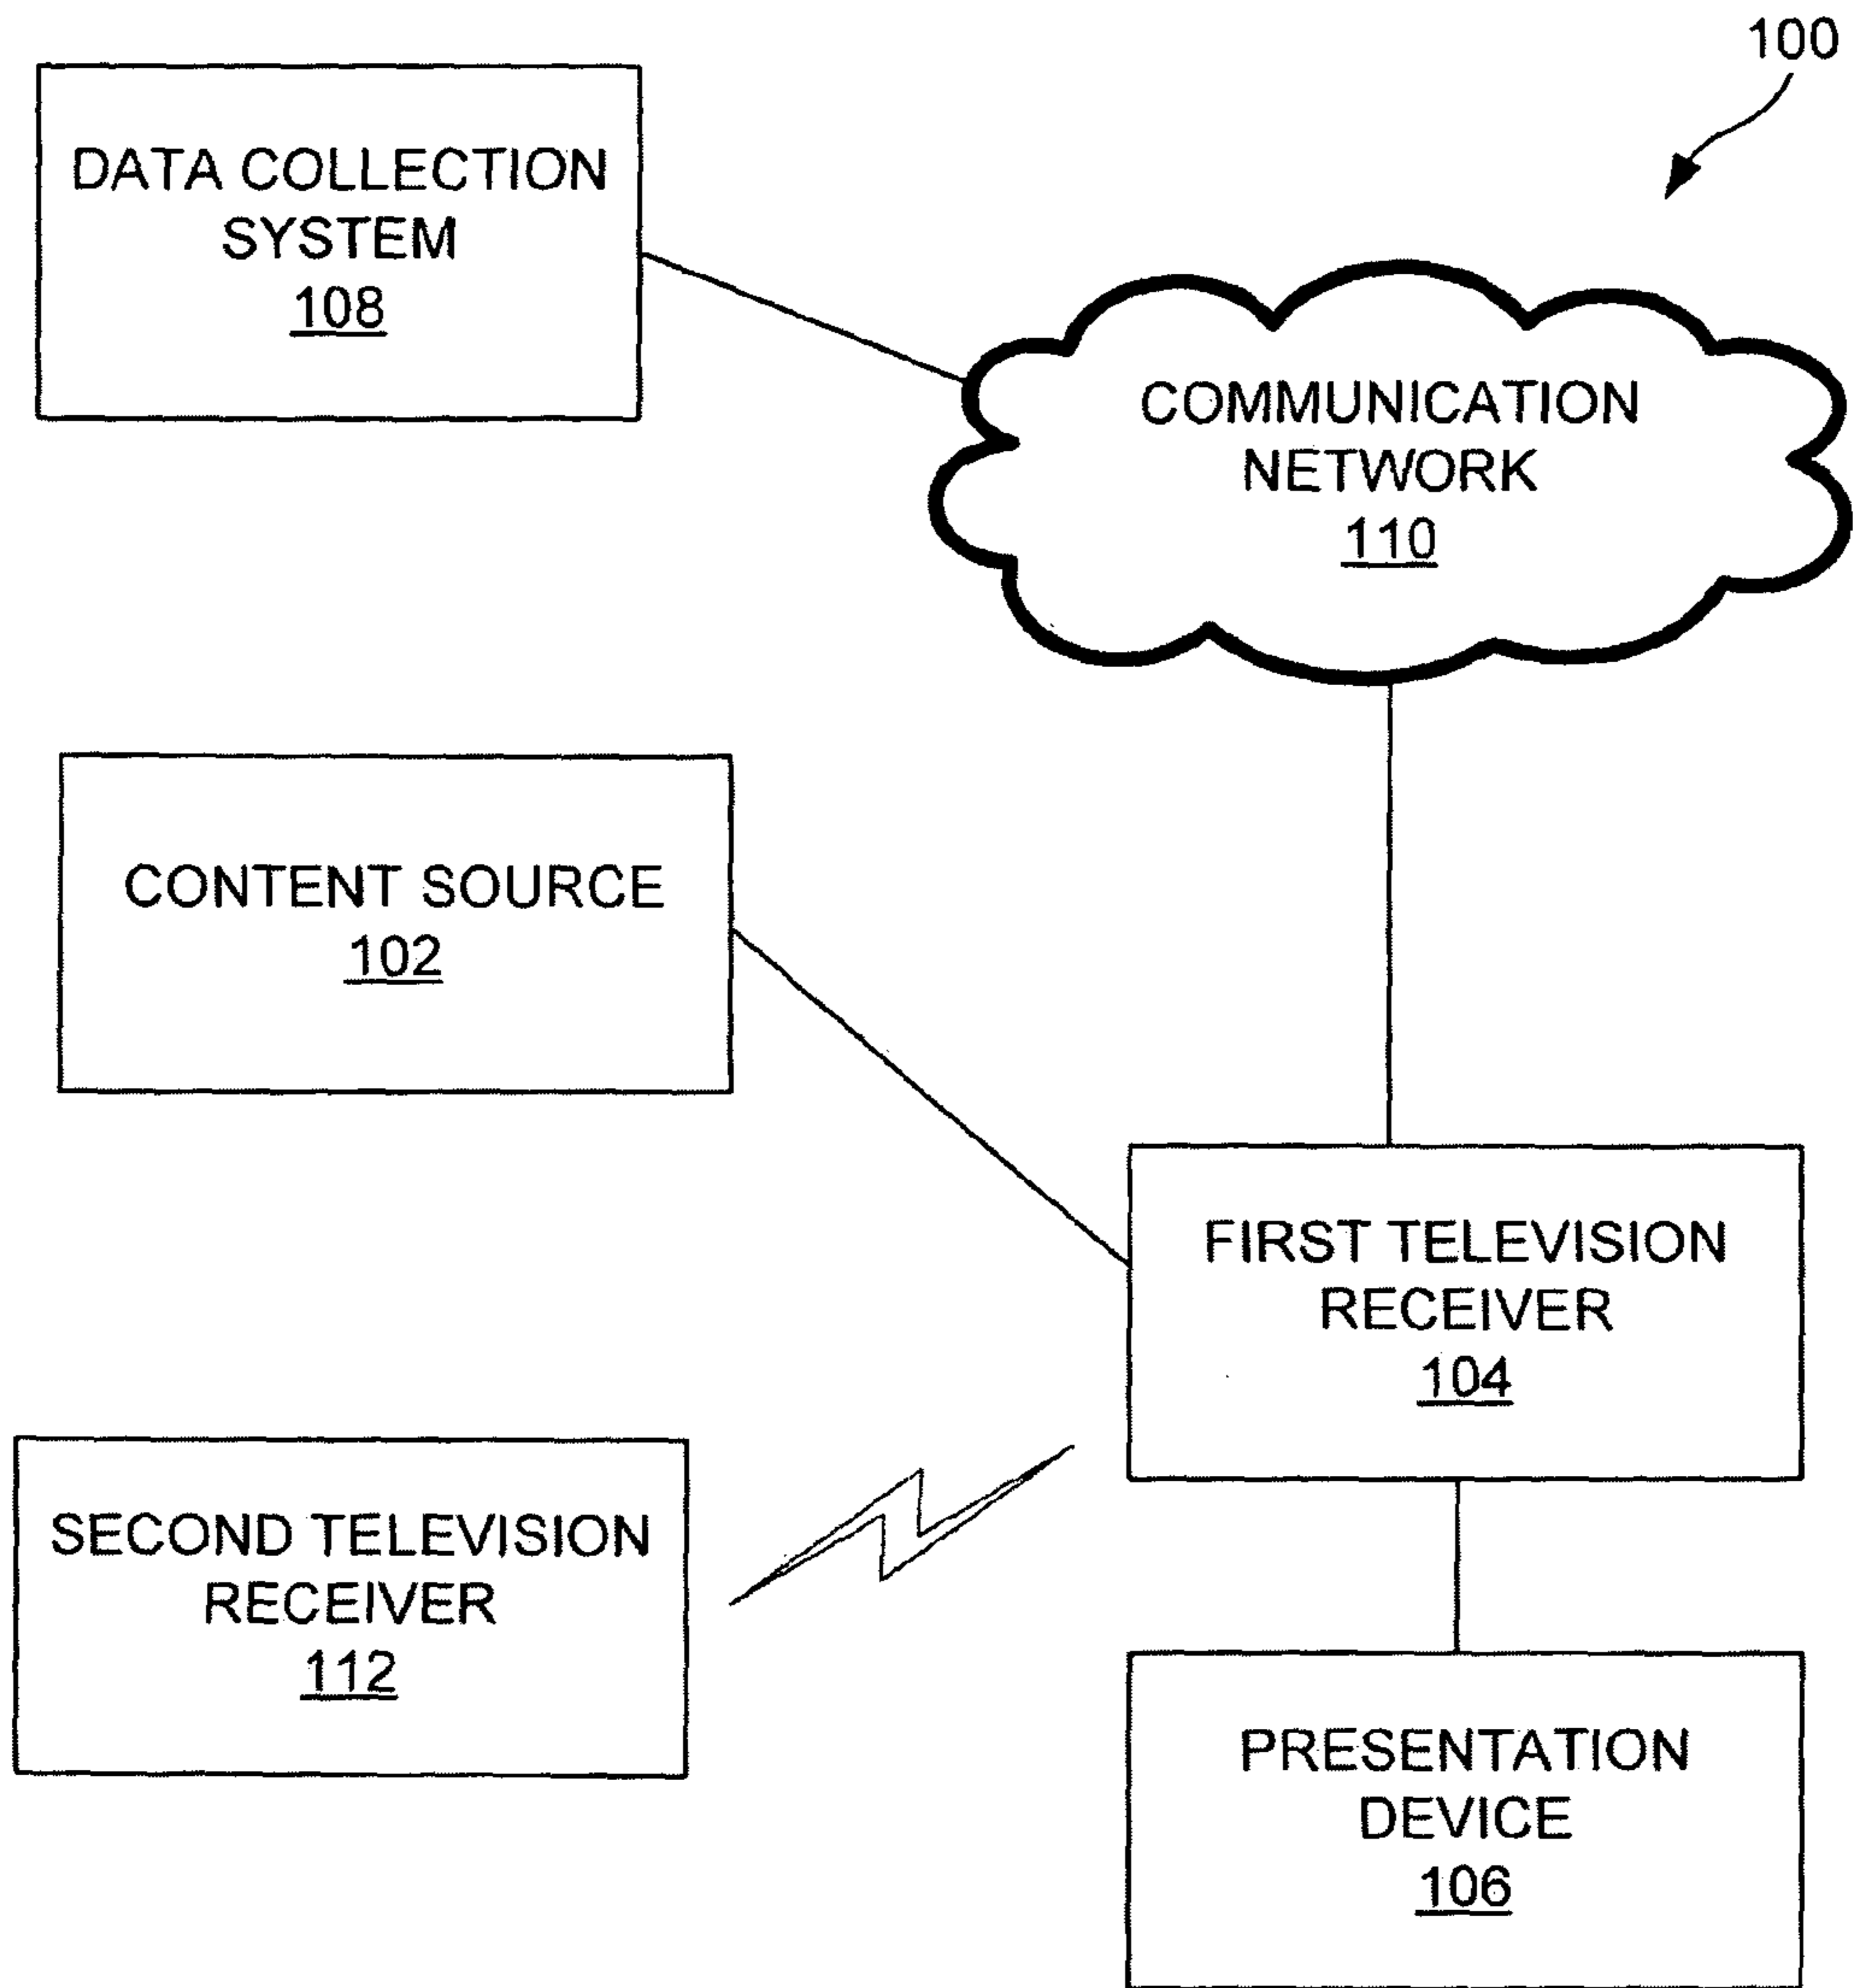 100
DATA COLLECTION
SYSTEM
108
COMMUNICATION
NETWORK
110
CONTENT SOURCE
102
FIRST TELEVISION
RECEIVER
104
SECOND TELEVISION
RECEIVER
112
PRESENTATION
DEVICE
106